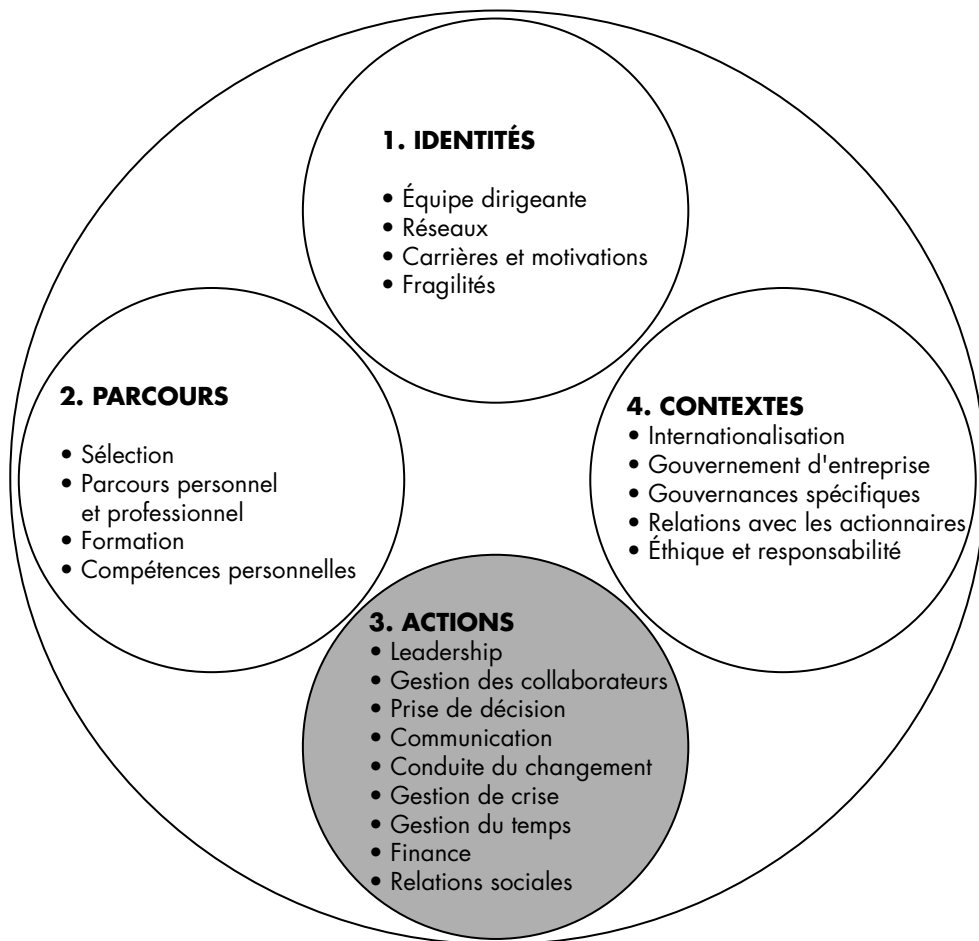 1. IDENTITÉS
• Équipe dirigeante
• Réseaux
• Carrières et motivations
• Fragilités
2. PARCOURS
• Sélection
• Parcours personnel
et professionnel
• Formation
• Compétences personnelles
4. CONTEXTES
• Internationalisation
• Gouvernement d'entreprise
• Gouvernances spécifiques
• Relations avec les actionnaires
• Éthique et responsabilité
3. ACTIONS
• Leadership
• Gestion des collaborateurs
• Prise de décision
• Communication
• Conduite du changement
• Gestion de crise
• Gestion du temps
• Finance
• Relations sociales